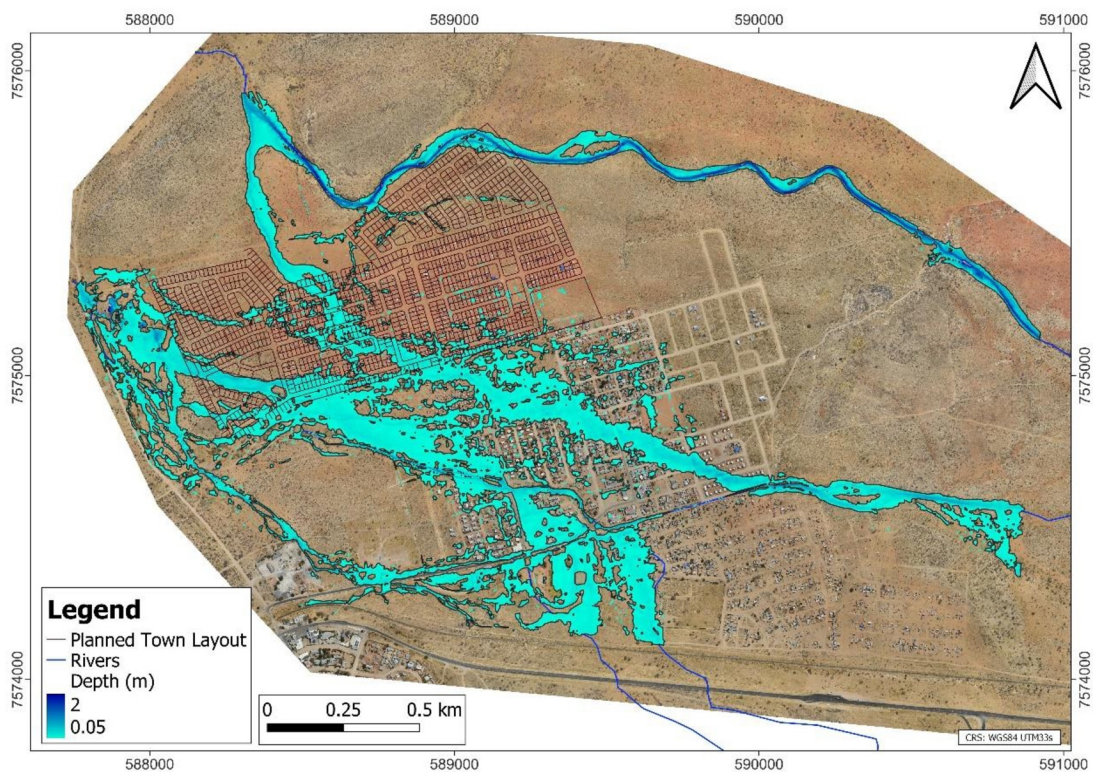 588000 589000 590000 591000
7576000 7576000
7575000 7575000
7574000 7574000
Legend
Planned Town Layout
Rivers
Depth (m)
2
0.05
0 0.25 0.5 km
CRS: WGS84 UTM33s
588000 589000 590000 591000